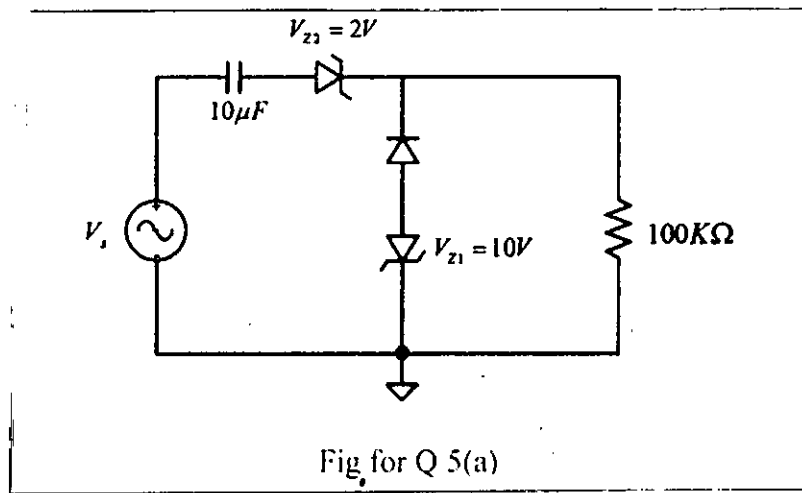 V_{Z2} = 2V
10μF
V_s
V_{Z1} = 10V
100KΩ
Fig. for Q 5(a)